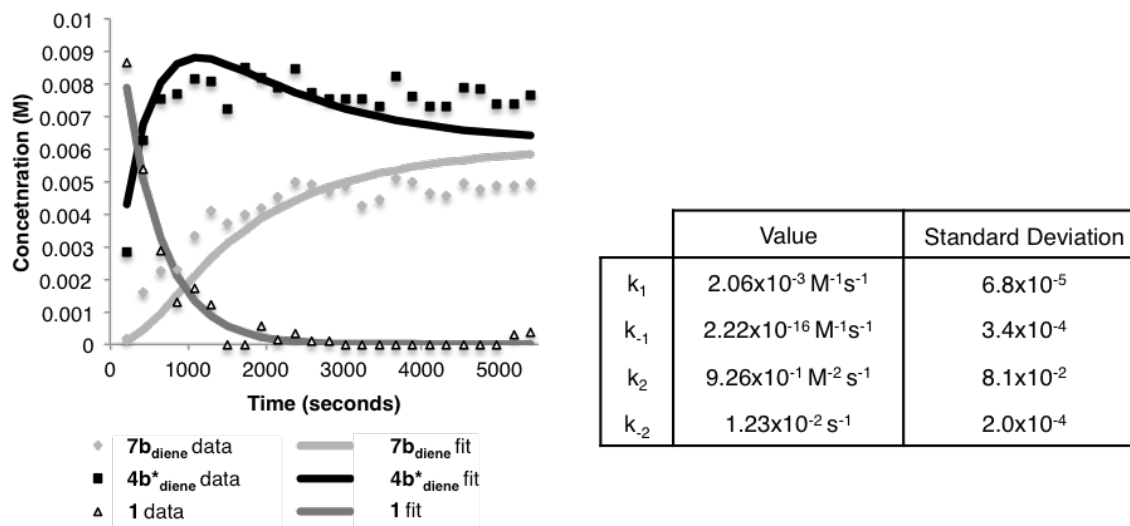 0.01
0.009
0.008
0.007
0.006
0.005
0.004
0.003
0.002
0.001
0
Concetnration (M)
0 1000 2000 3000 4000 5000
Time (seconds)
7b diene data 7b diene fit
4b* diene data 4b* diene fit
1 data 1 fit
Value Standard Deviation
k₁ 2.06x10⁻³ M⁻¹s⁻¹ 6.8x10⁻⁵
k₋₁ 2.22x10⁻¹⁶ M⁻¹s⁻¹ 3.4x10⁻⁴
k₂ 9.26x10⁻¹ M⁻² s⁻¹ 8.1x10⁻²
k₋₂ 1.23x10⁻² s⁻¹ 2.0x10⁻⁴